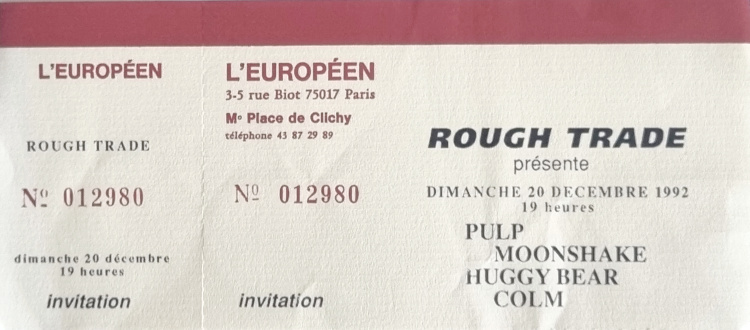 L'EUROPÉEN
ROUGH TRADE
Nº 012980
dimanche 20 décembre
19 heures
invitation
L'EUROPÉEN
3-5 rue Biot 75017 Paris
Mº Place de Clichy
téléphone 43 87 29 89
Nº 012980
invitation
ROUGH TRADE
présente
DIMANCHE 20 DECEMBRE 1992
19 heures
PULP
MOONSHAKE
HUGGY BEAR
COLM